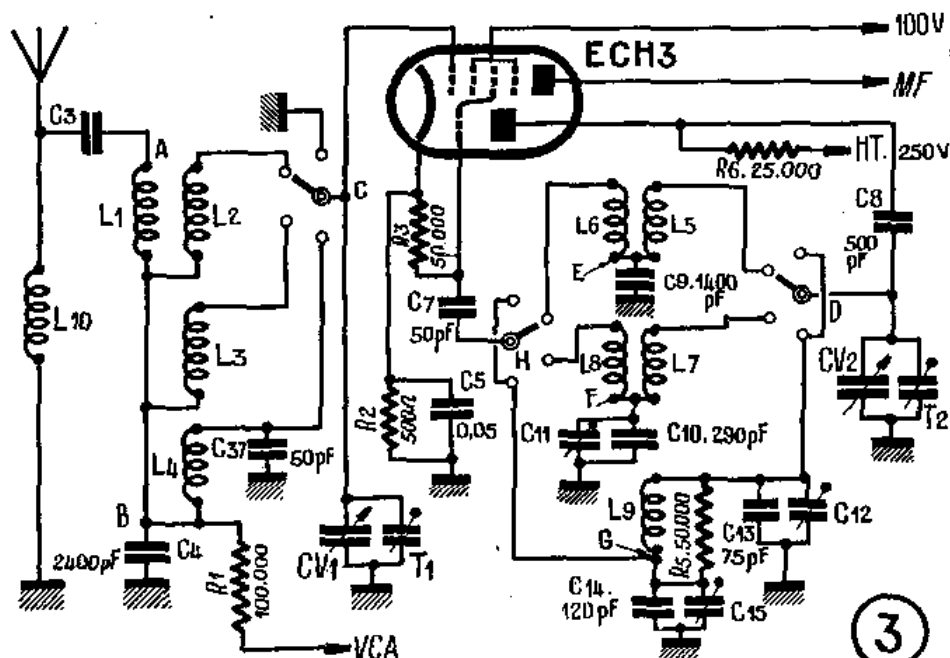 100V
ECH3
MF
C3
A
HT. 250V
R6. 25.000
C
C8
500 pF
L1
L2
R3
50.000
L6
L5
E
C9. 1400 pF
D
L10
C7
50pF
H
L3
L8
L7
CV2
T2
F
R2
500Ω
C5
0,05
C11
C10. 290pF
L4
C37
50pF
L9
G
R5. 50.000
C13
75pF
C12
B
2400pF
C4
R1
100.000
CV1
T1
C14.
120pF
C15
VCA
3